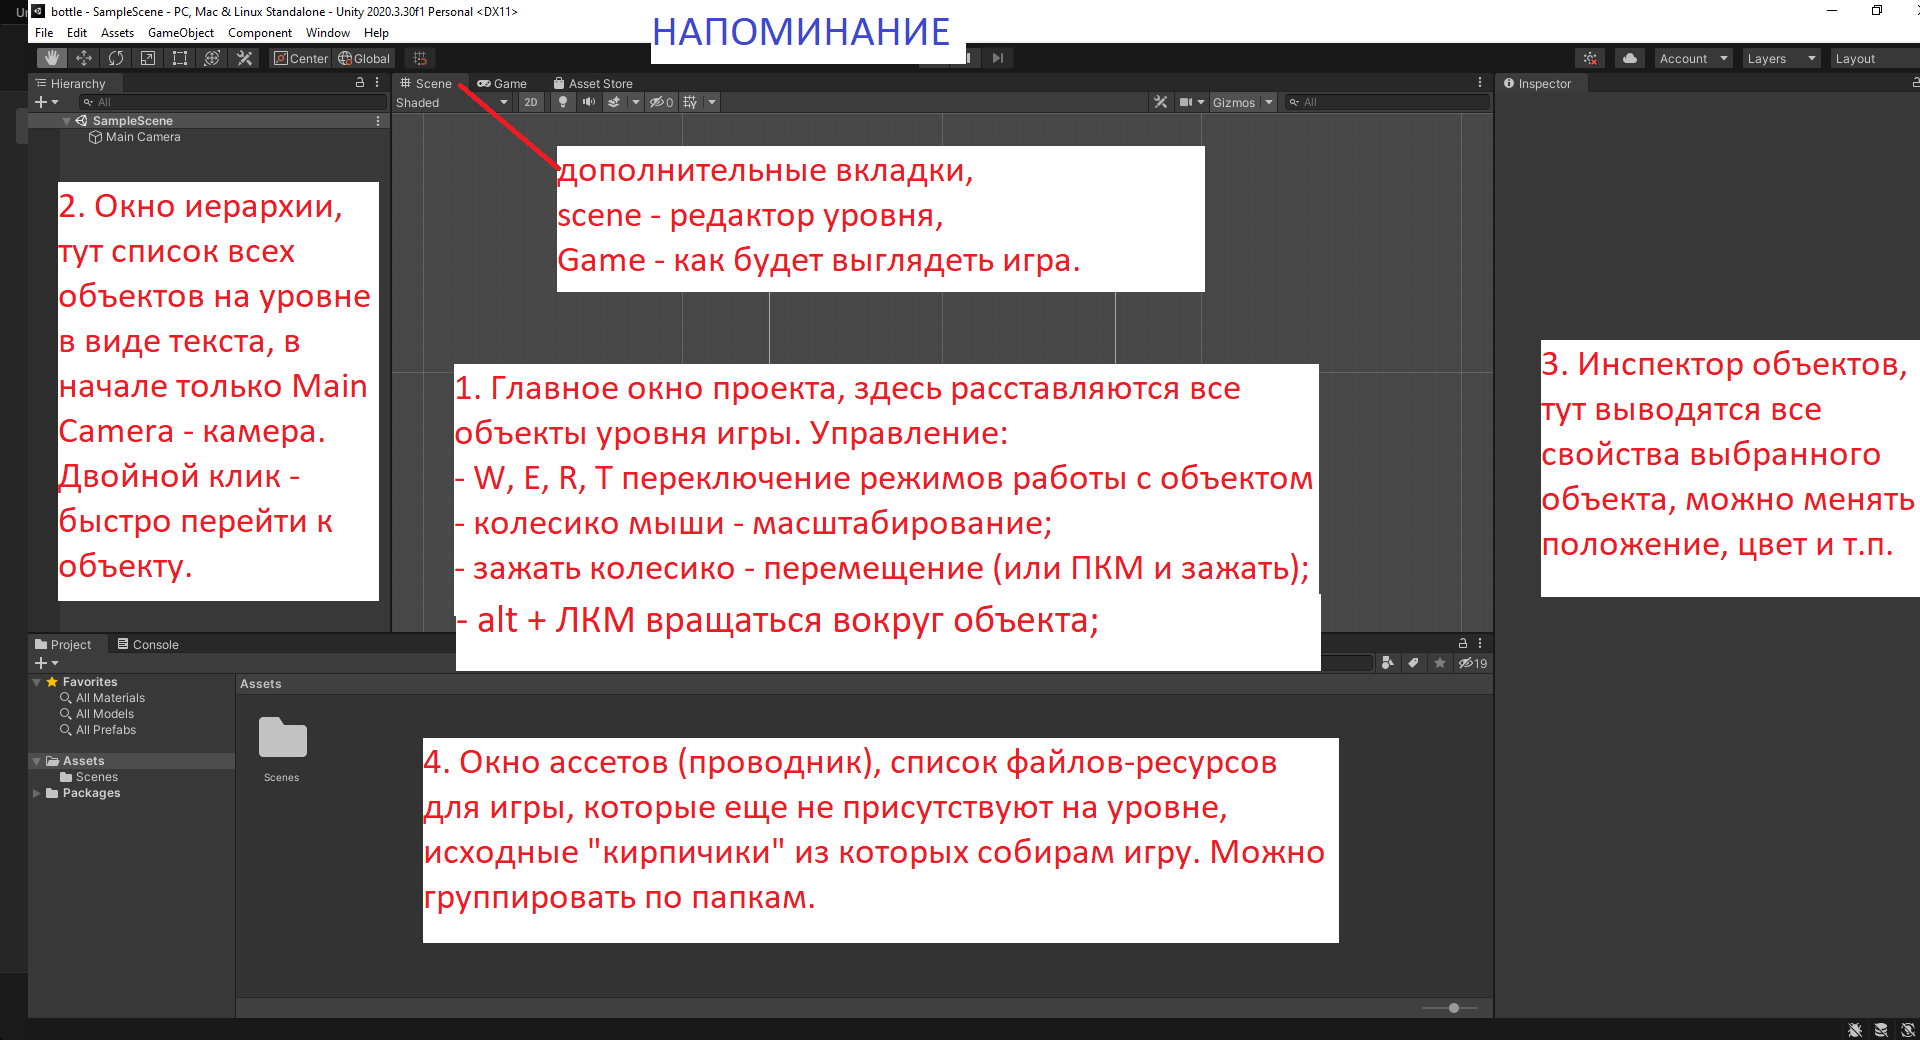 Un
bottle - SampleScene - PC, Mac & Linux Standalone - Unity 2020.3.30f1 Personal <DX11>
НАПОМИНАНИЕ
File Edit Assets GameObject Component Window Help
Center Global
Account Layers Layout
Hierarchy
Scene Game Asset Store
Inspector
All
Shaded 2D 0 Gizmos All
SampleScene
Main Camera
дополнительные вкладки,
scene - редактор уровня,
Game - как будет выглядеть игра.
2. Окно иерархии,
тут список всех
объектов на уровне
в виде текста, в
начале только Main
Camera - камера.
Двойной клик -
быстро перейти к
объекту.
1. Главное окно проекта, здесь расставляются все
объекты уровня игры. Управление:
- W, E, R, T переключение режимов работы с объектом
- колесико мыши - масштабирование;
- зажать колесико - перемещение (или ПКМ и зажать);
- alt + ЛКМ вращаться вокруг объекта;
3. Инспектор объектов,
тут выводятся все
свойства выбранного
объекта, можно менять
положение, цвет и т.п.
Project Console
19
Favorites
All Materials
All Models
All Prefabs
Assets
Scenes
Packages
Assets
Scenes
4. Окно ассетов (проводник), список файлов-ресурсов
для игры, которые еще не присутствуют на уровне,
исходные "кирпичики" из которых собирам игру. Можно
группировать по папкам.